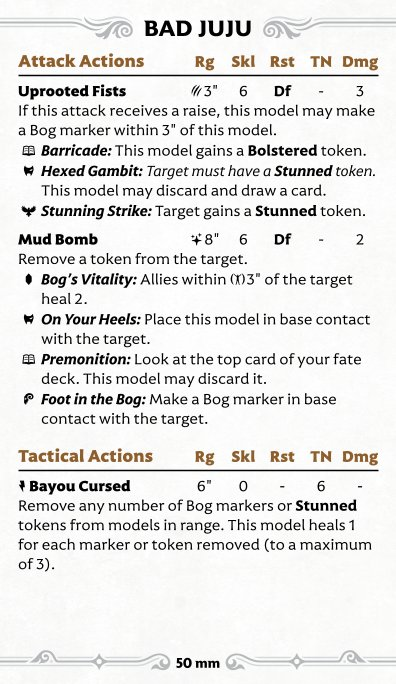 BAD JUJU
Attack Actions Rg Skl Rst TN Dmg
Uprooted Fists 3" 6 Df - 3
If this attack receives a raise, this model may make
a Bog marker within 3" of this model.
Barricade: This model gains a Bolstered token.
Hexed Gambit: Target must have a Stunned token.
This model may discard and draw a card.
Stunning Strike: Target gains a Stunned token.
Mud Bomb 8" 6 Df - 2
Remove a token from the target.
Bog's Vitality: Allies within 3" of the target
heal 2.
On Your Heels: Place this model in base contact
with the target.
Premonition: Look at the top card of your fate
deck. This model may discard it.
Foot in the Bog: Make a Bog marker in base
contact with the target.
Tactical Actions Rg Skl Rst TN Dmg
Bayou Cursed 6" 0 - 6 -
Remove any number of Bog markers or Stunned
tokens from models in range. This model heals 1
for each marker or token removed (to a maximum
of 3).
50 mm